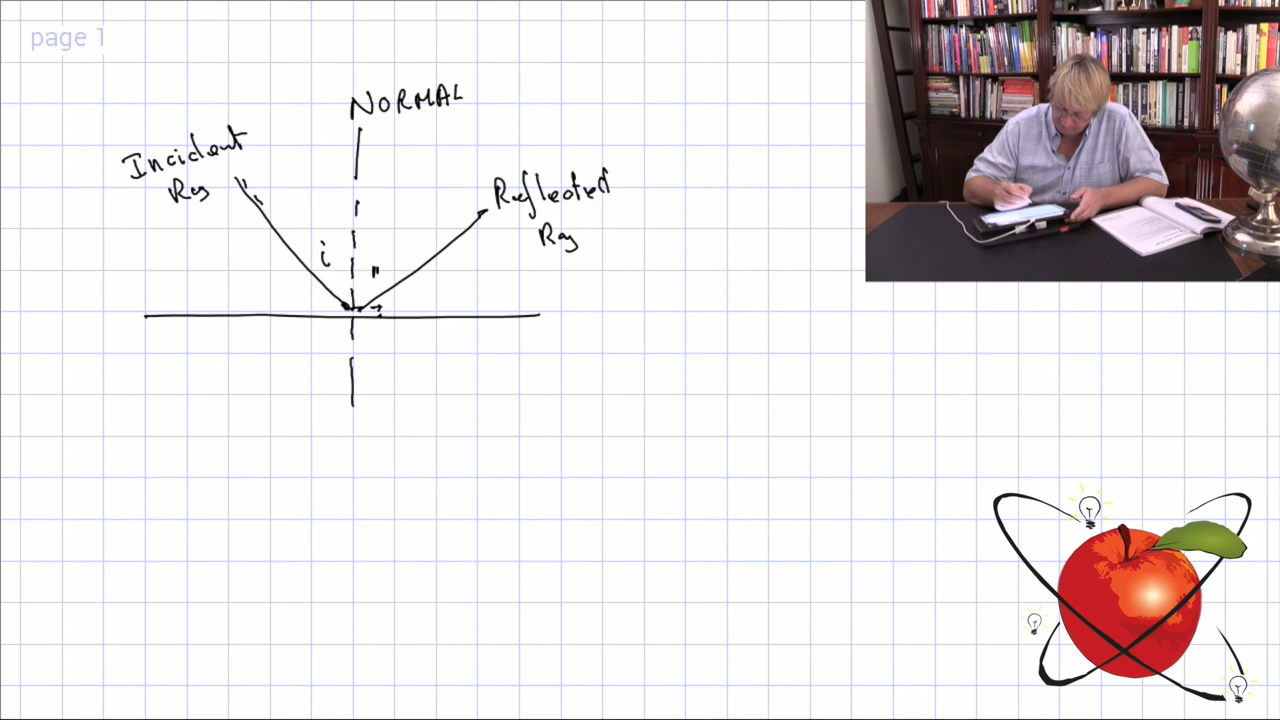 page 1
NORMAL
Incident
Ray
Reflected
Ray
i
r